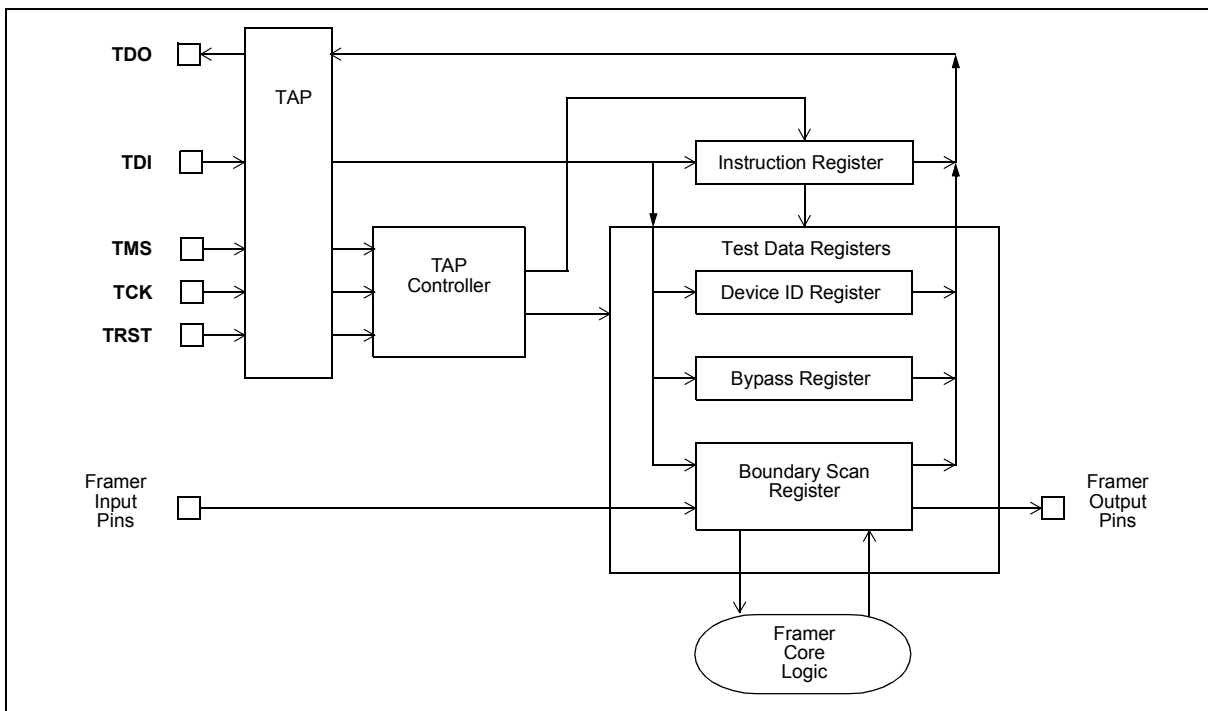 TDO
TAP
TDI
Instruction Register
TMS
TAP
Controller
Test Data Registers
TCK
Device ID Register
TRST
Bypass Register
Framer
Input
Pins
Boundary Scan
Register
Framer
Output
Pins
Framer
Core
Logic